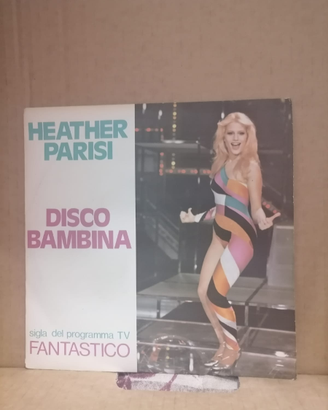 HEATHER
PARISI
DISCO
BAMBINA
sigla del programma TV
FANTASTICO